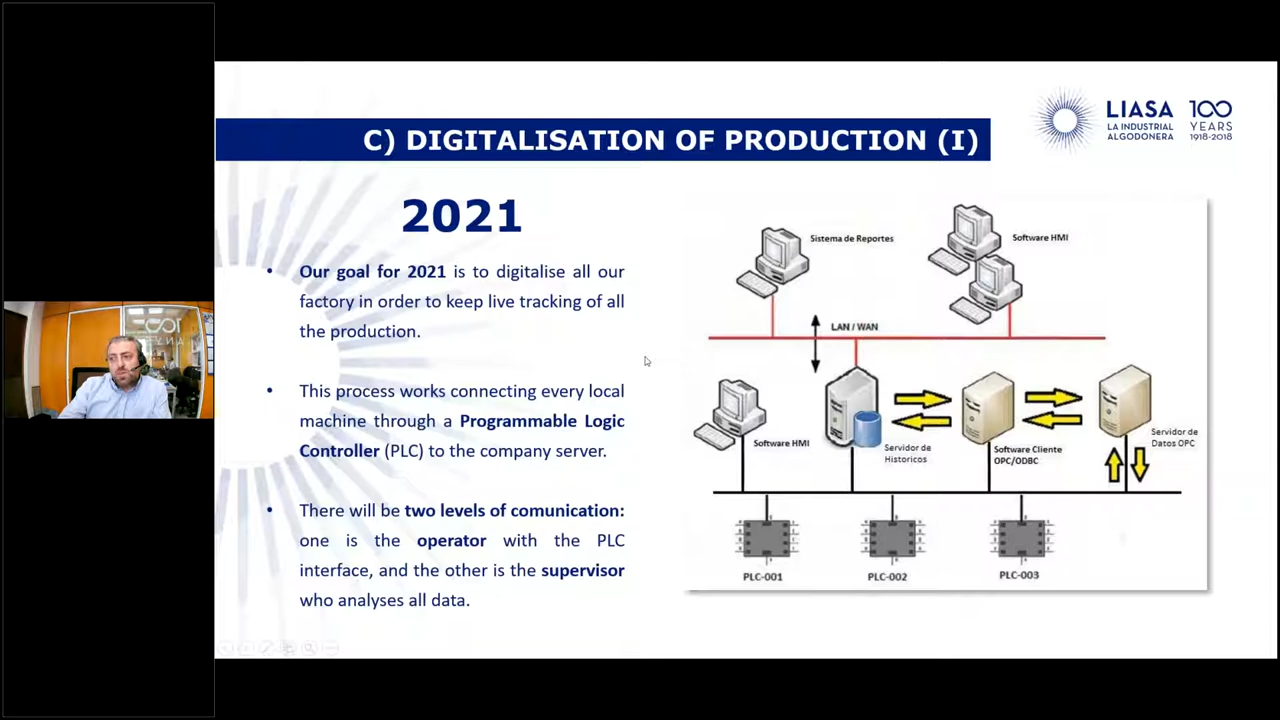 C) DIGITALISATION OF PRODUCTION (I)
LIASA
LA INDUSTRIAL
ALGODONERA
100
YEARS
1918-2018
2021
• Our goal for 2021 is to digitalise all our
factory in order to keep live tracking of all
the production.
• This process works connecting every local
machine through a Programmable Logic
Controller (PLC) to the company server.
• There will be two levels of comunication:
one is the operator with the PLC
interface, and the other is the supervisor
who analyses all data.
Sistema de Reportes
Software HMI
LAN / WAN
Software HMI
Servidor de
Historicos
Software Cliente
OPC/ODBC
Servidor de
Datos OPC
PLC-001
PLC-002
PLC-003